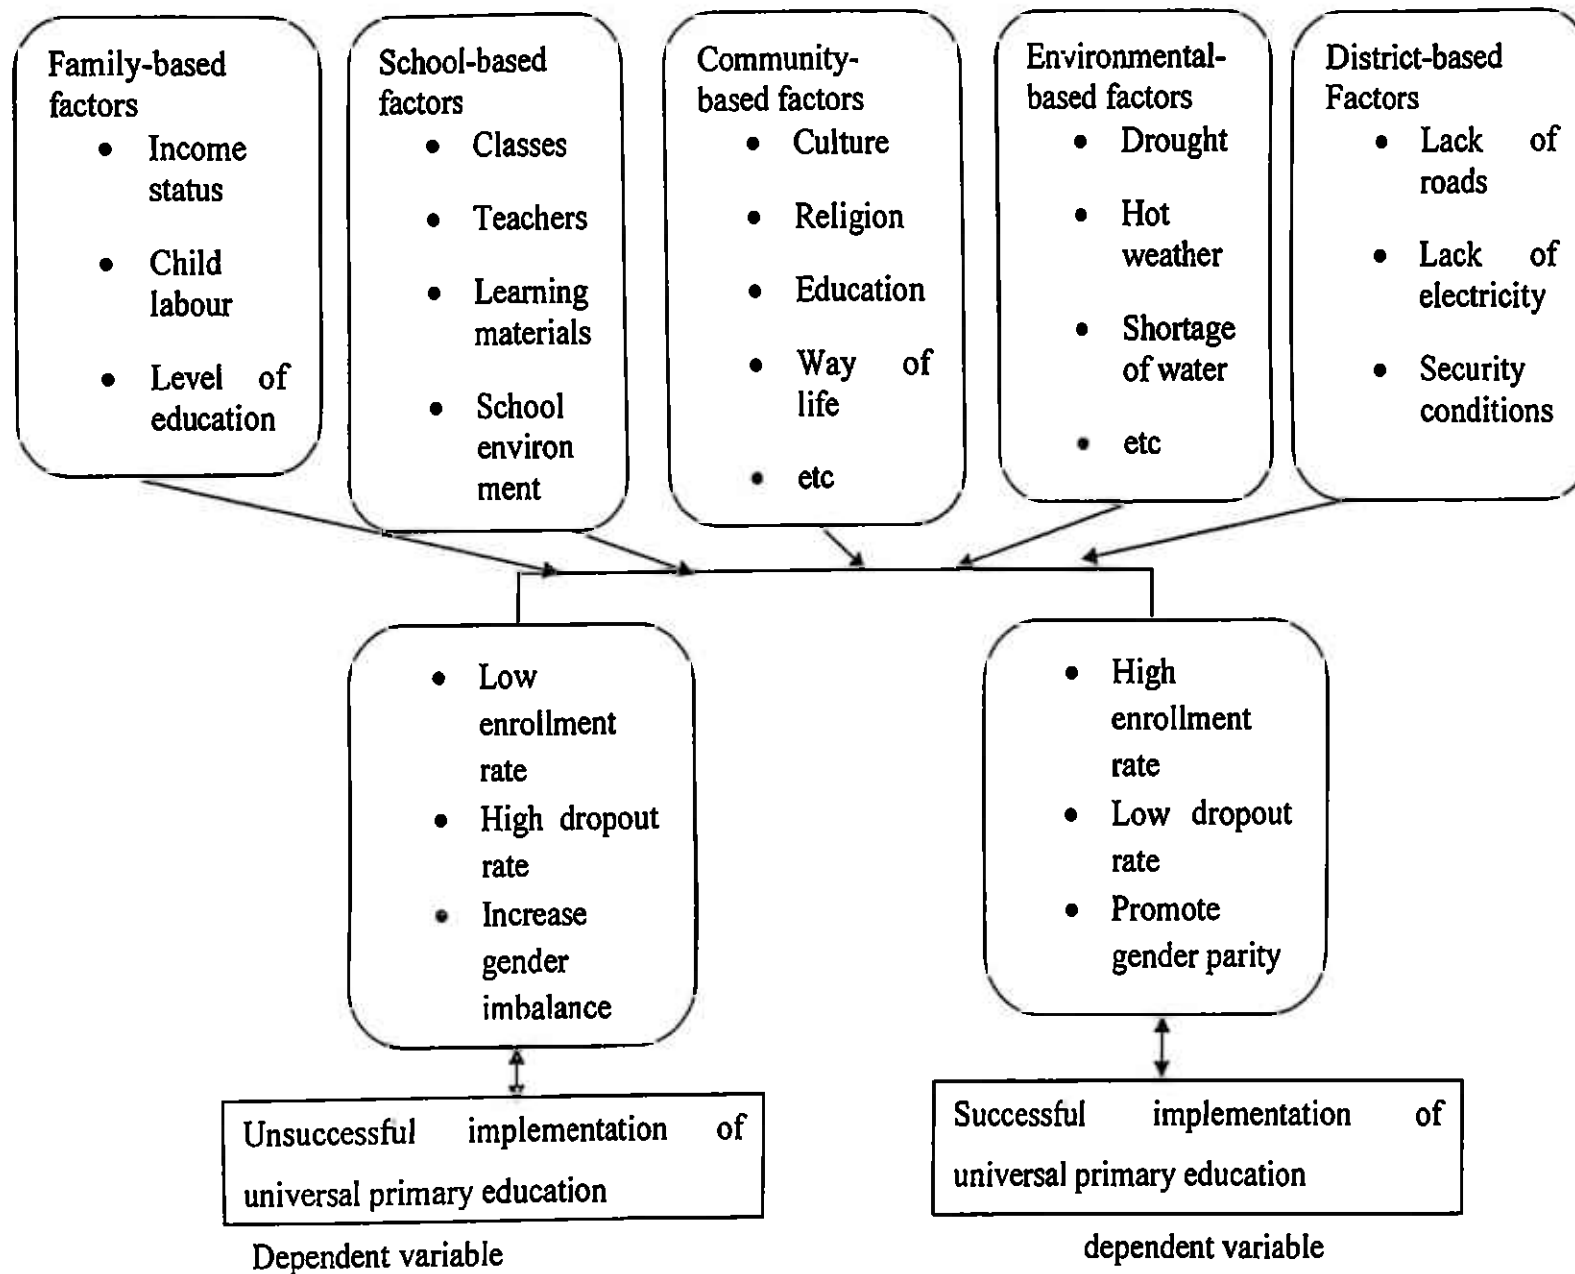 Family-based
factors
• Income
status
• Child
labour
• Level of
education
School-based
factors
• Classes
• Teachers
• Learning
materials
• School
environ
ment
Community-
based factors
• Culture
• Religion
• Education
• Way of
life
• etc
Environmental-
based factors
• Drought
• Hot
weather
• Shortage
of water
• etc
District-based
Factors
• Lack of
roads
• Lack of
electricity
• Security
conditions
• Low
enrollment
rate
• High dropout
rate
• Increase
gender
imbalance
• High
enrollment
rate
• Low dropout
rate
• Promote
gender parity
Unsuccessful implementation of
universal primary education
Dependent variable
Successful implementation of
universal primary education
dependent variable